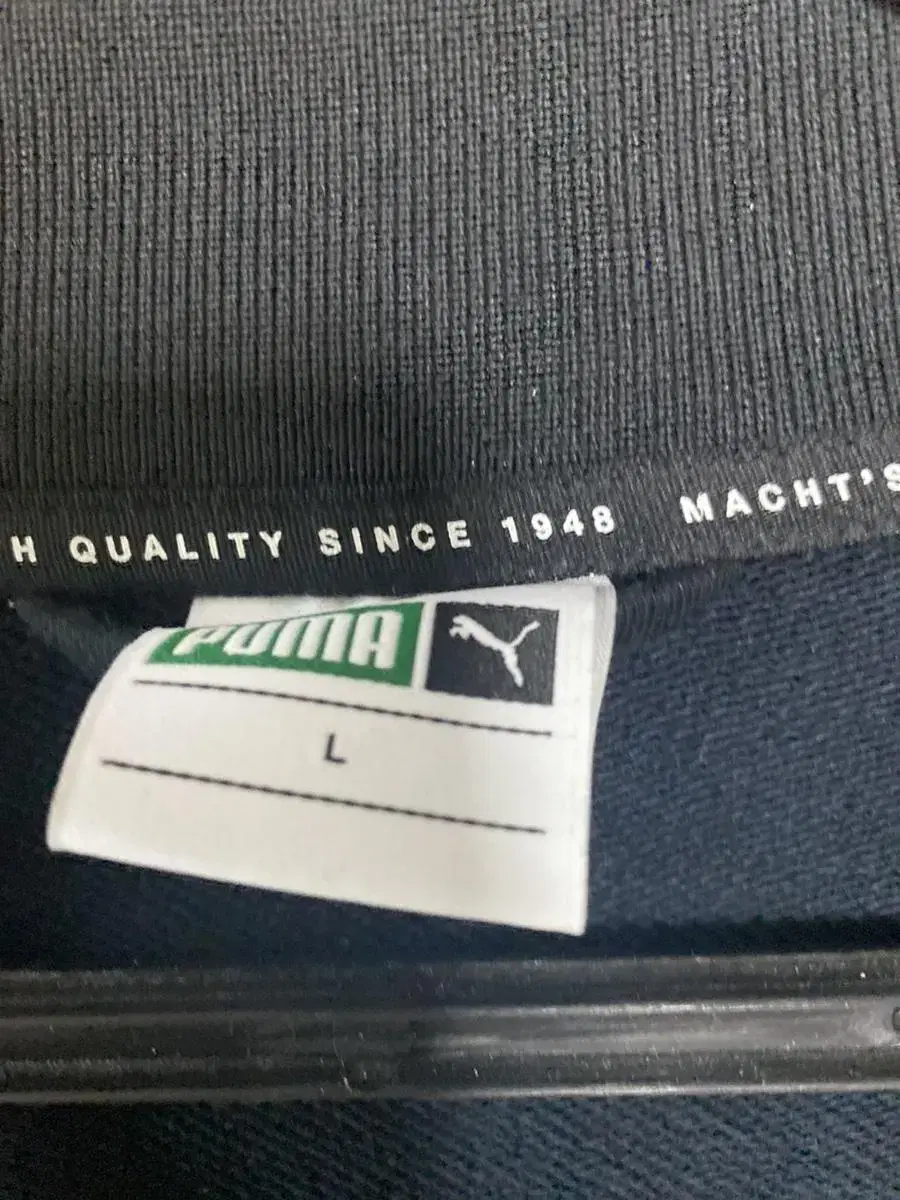 H QUALITY SINCE 1948 MACHT'S
PUMA
L